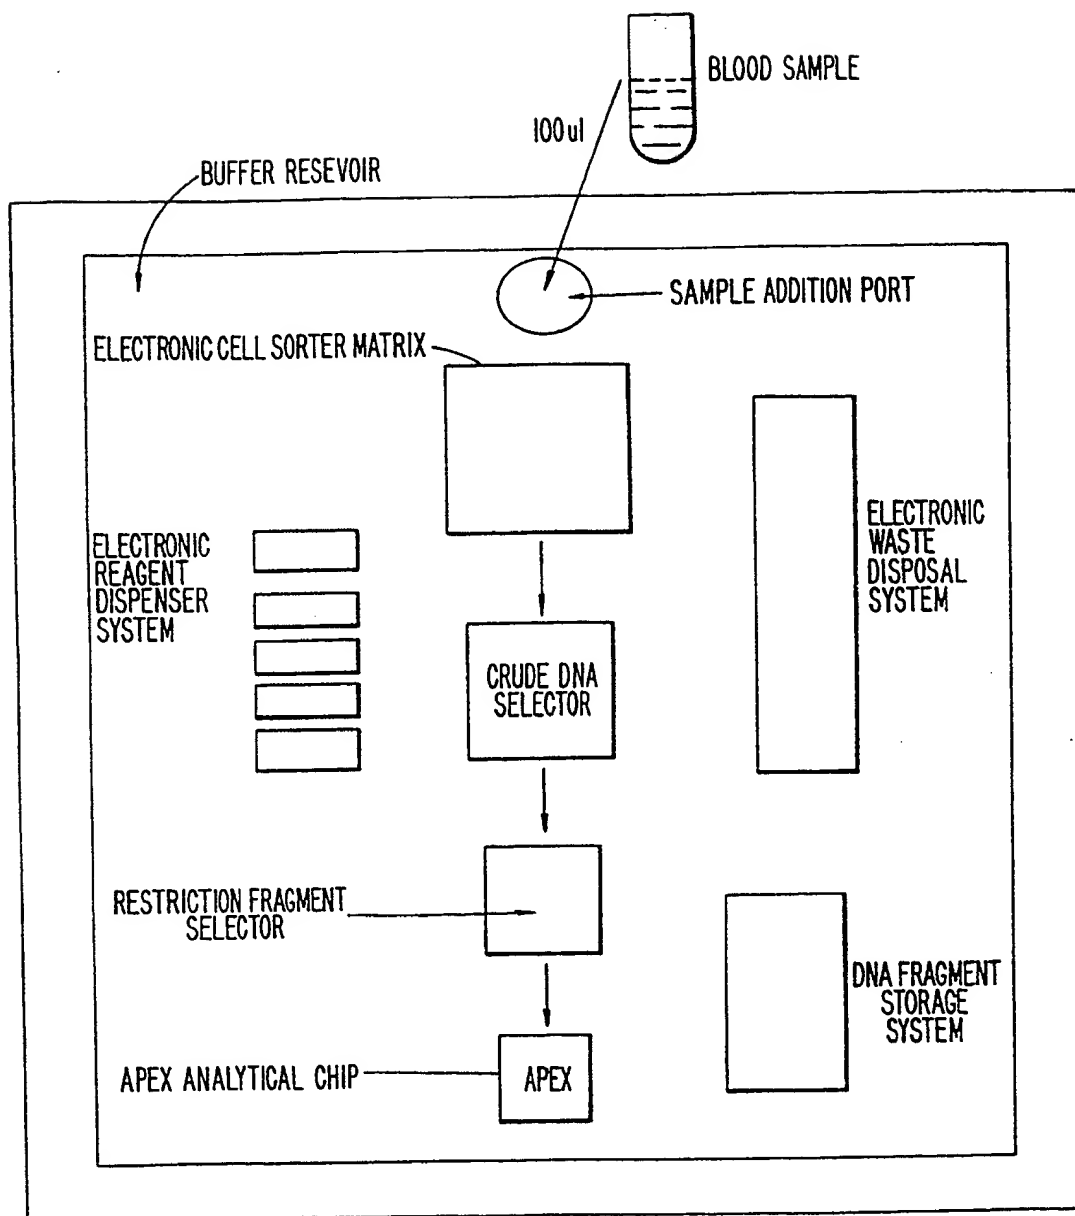 BLOOD SAMPLE
100ul
BUFFER RESEVOIR
SAMPLE ADDITION PORT
ELECTRONIC CELL SORTER MATRIX
ELECTRONIC
REAGENT
DISPENSER
SYSTEM
ELECTRONIC
WASTE
DISPOSAL
SYSTEM
CRUDE DNA
SELECTOR
RESTRICTION FRAGMENT
SELECTOR
DNA FRAGMENT
STORAGE
SYSTEM
APEX ANALYTICAL CHIP
APEX